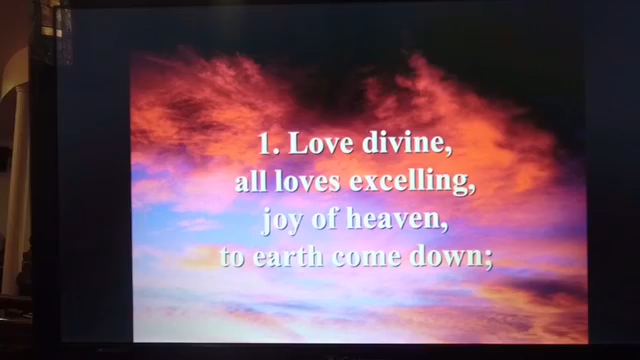 1. Love divine,
all loves excelling,
joy of heaven,
to earth come down;